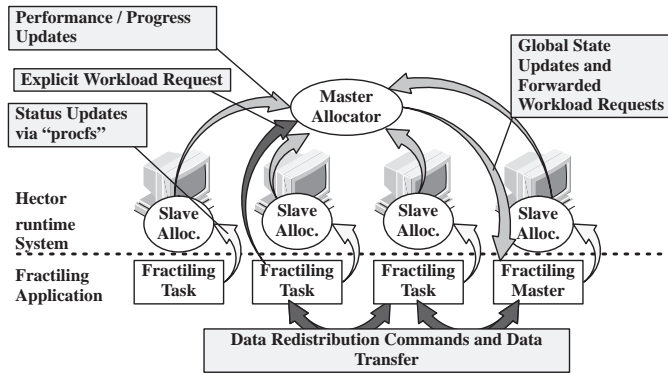 Performance / Progress
Updates
Explicit Workload Request
Status Updates
via “procfs”
Global State
Updates and
Forwarded
Workload Requests
Master
Allocator
Hector
runtime
System
Slave
Alloc.
Slave
Alloc.
Slave
Alloc.
Slave
Alloc.
Fractiling
Application
Fractiling
Task
Fractiling
Task
Fractiling
Task
Fractiling
Master
Data Redistribution Commands and Data
Transfer